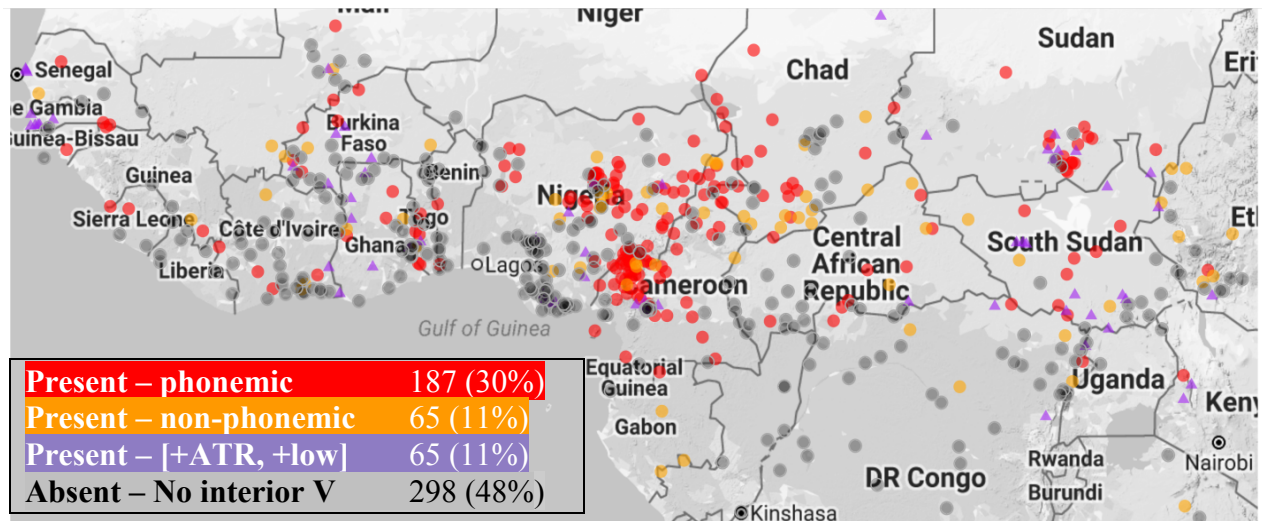 Niger
Sudan
Chad
Senegal
e Gambia
Guinea-Bissau
Burkina
Faso
Benin
Guinea
Nigeria
Sierra Leone
Côte d'Ivoire
Togo
Ghana
Central
African
Republic
South Sudan
Liberia
Lagos
ameroon
Gulf of Guinea
Equatorial
Guinea
Uganda
Gabon
DR Congo
Rwanda
Burundi
Nairobi
Kinshasa
Present – phonemic 187 (30%)
Present – non-phonemic 65 (11%)
Present – [+ATR, +low] 65 (11%)
Absent – No interior V 298 (48%)